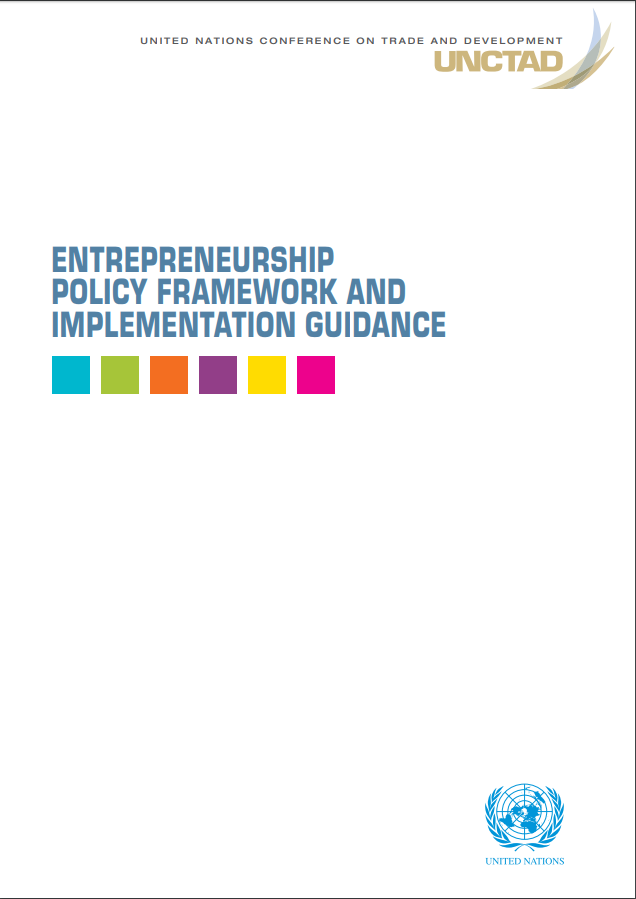 UNITED NATIONS CONFERENCE ON TRADE AND DEVELOPMENT
UNCTAD
ENTREPRENEURSHIP
POLICY FRAMEWORK AND
IMPLEMENTATION GUIDANCE
UNITED NATIONS